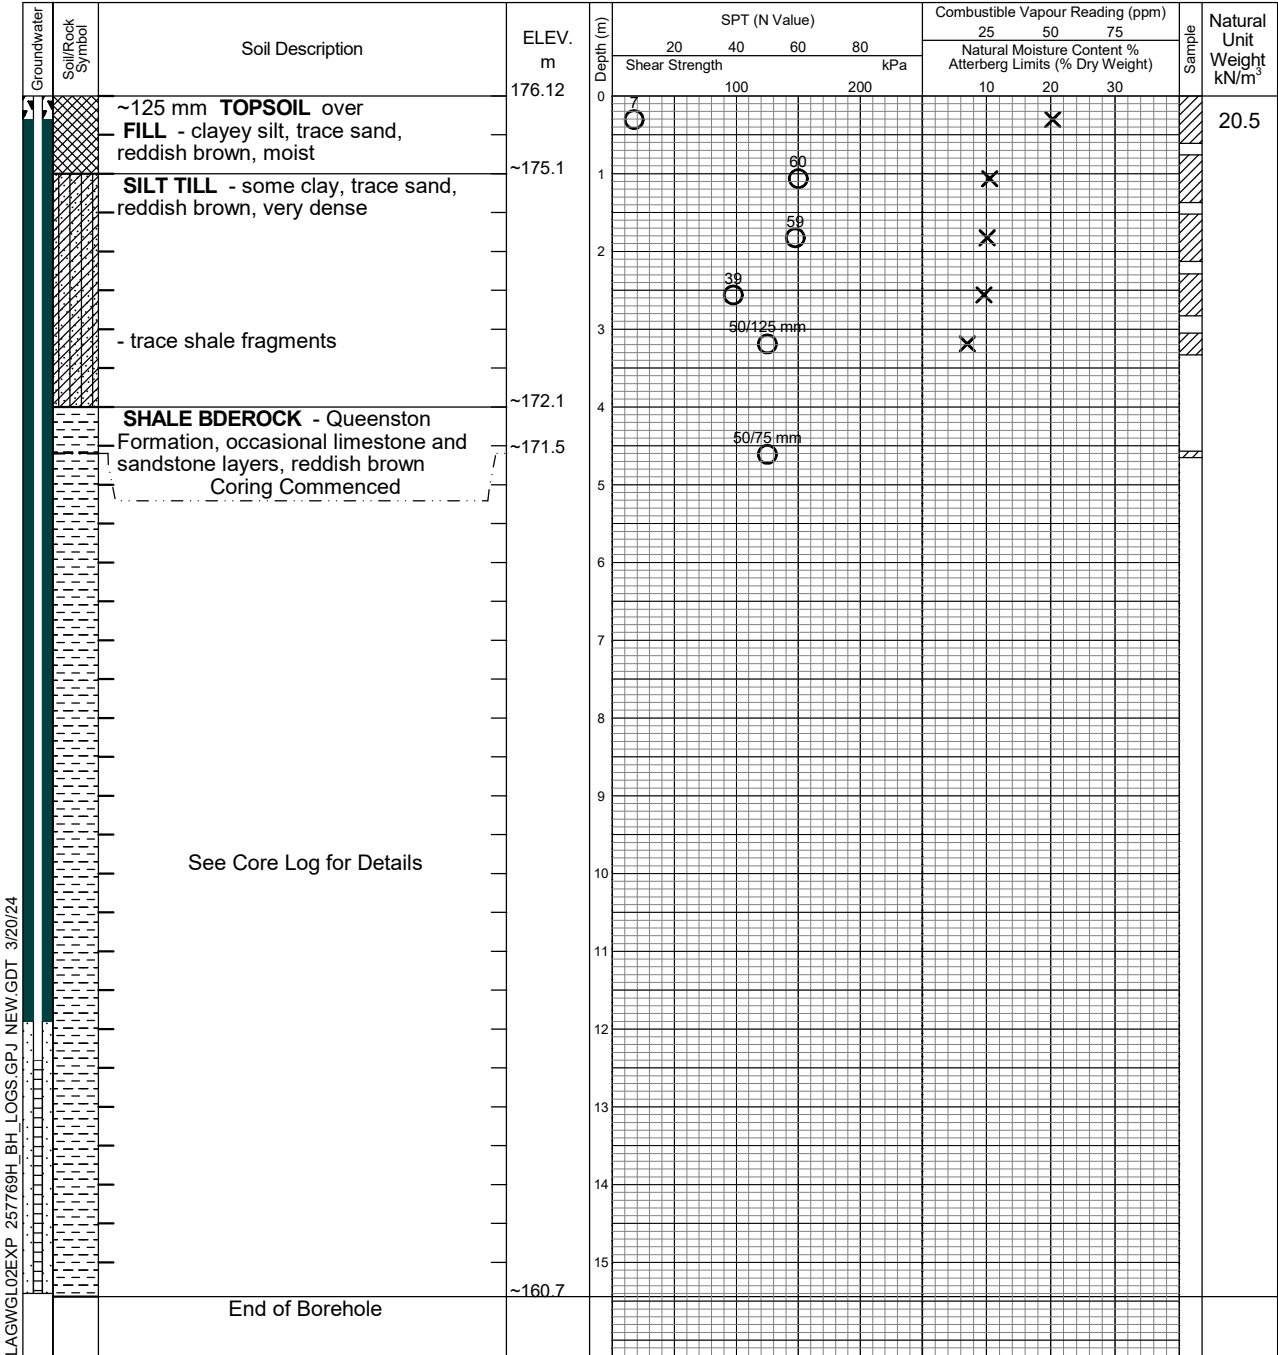 Groundwater
Soil/Rock
Symbol
Soil Description
ELEV.
m
Depth (m)
SPT (N Value)
20 40 60 80
Shear Strength kPa
100 200
Combustible Vapour Reading (ppm)
25 50 75
Natural Moisture Content %
Atterberg Limits (% Dry Weight)
10 20 30
Sample
Natural
Unit
Weight
kN/m³
176.12
0
~125 mm TOPSOIL over
FILL - clayey silt, trace sand,
reddish brown, moist
7
20.5
~175.1
SILT TILL - some clay, trace sand,
reddish brown, very dense
60
1
59
2
39
50/125 mm
3
- trace shale fragments
~172.1
4
SHALE BDEROCK - Queenston
Formation, occasional limestone and
sandstone layers, reddish brown
~171.5
50/75 mm
Coring Commenced
5
6
7
8
9
See Core Log for Details
10
11
12
13
14
15
~160.7
End of Borehole
LAGWGL02EXP 257769H_BH_LOGS.GPJ NEW.GDT 3/20/24